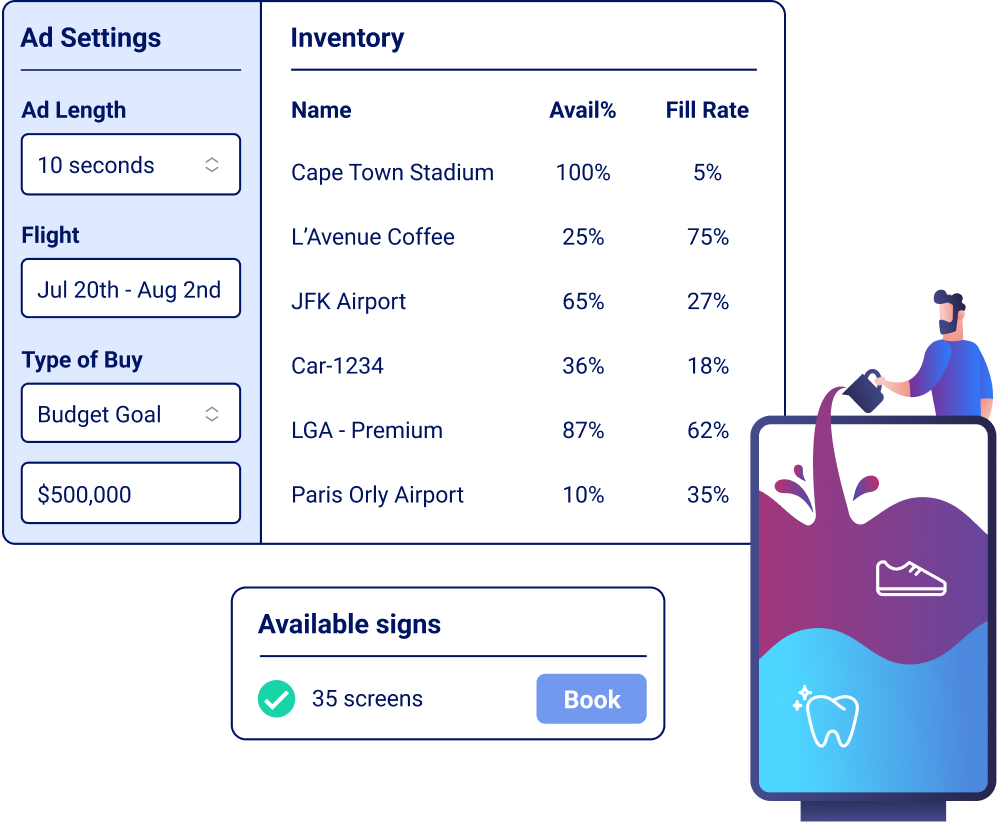 Ad Settings
Ad Length
10 seconds
Flight
Jul 20th - Aug 2nd
Type of Buy
Budget Goal
$500,000
Inventory
Name Avail% Fill Rate
Cape Town Stadium 100% 5%
L’Avenue Coffee 25% 75%
JFK Airport 65% 27%
Car-1234 36% 18%
LGA - Premium 87% 62%
Paris Orly Airport 10% 35%
Available signs
35 screens Book